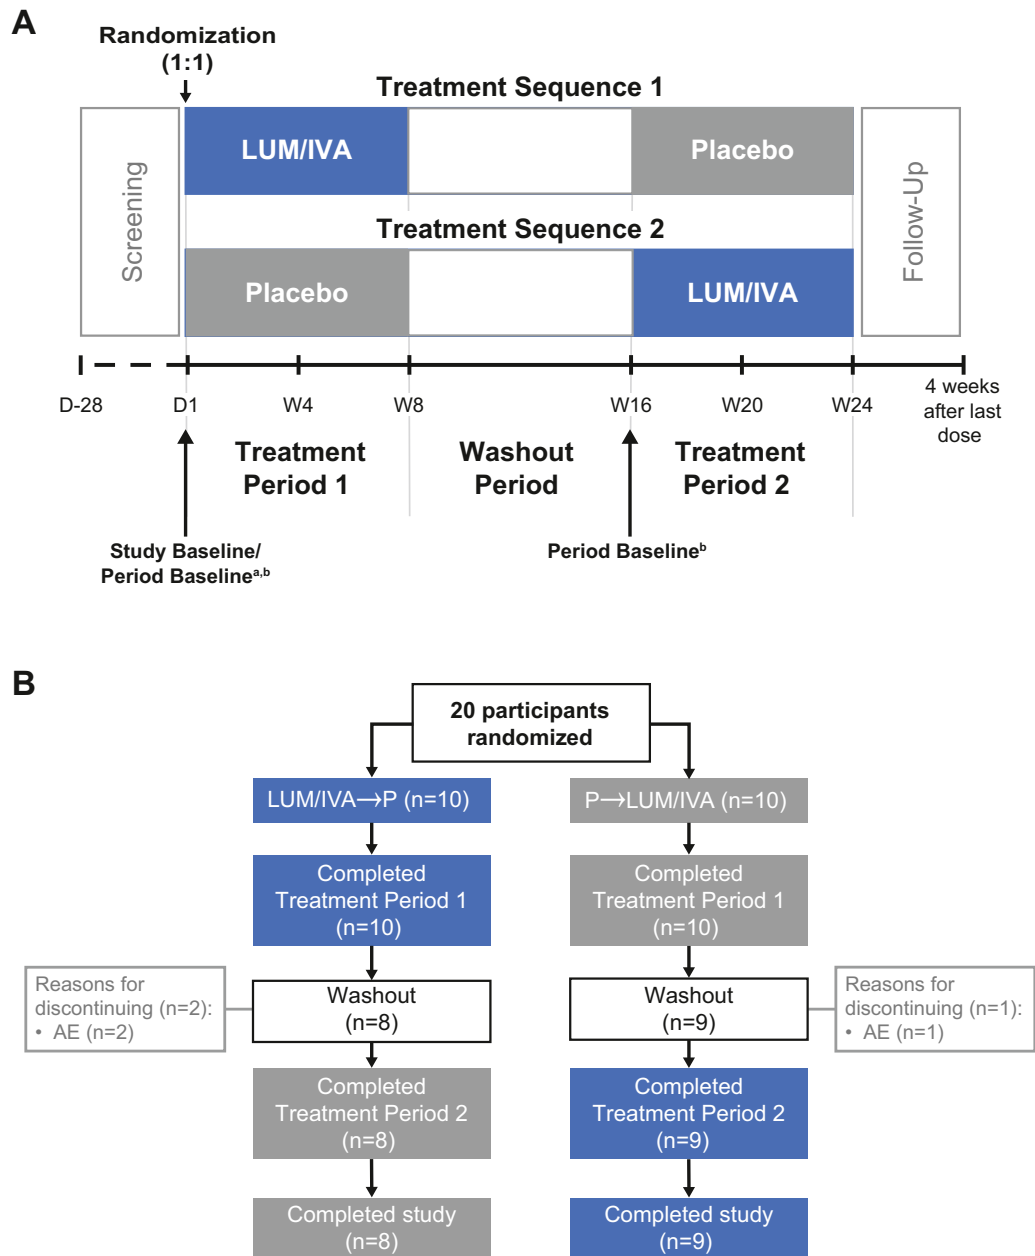 A
Randomization
(1:1)
Treatment Sequence 1
Screening
LUM/IVA
Placebo
Follow-Up
Treatment Sequence 2
Placebo
LUM/IVA
D-28
D1
W4
W8
W16
W20
W24
4 weeks
after last
dose
Treatment
Period 1
Washout
Period
Treatment
Period 2
Study Baseline/
Period Baselineᵃ,ᵇ
Period Baselineᵇ
B
20 participants
randomized
LUM/IVA→P (n=10)
P→LUM/IVA (n=10)
Completed
Treatment Period 1
(n=10)
Completed
Treatment Period 1
(n=10)
Reasons for
discontinuing (n=2):
• AE (n=2)
Washout
(n=8)
Washout
(n=9)
Reasons for
discontinuing (n=1):
• AE (n=1)
Completed
Treatment Period 2
(n=8)
Completed
Treatment Period 2
(n=9)
Completed study
(n=8)
Completed study
(n=9)